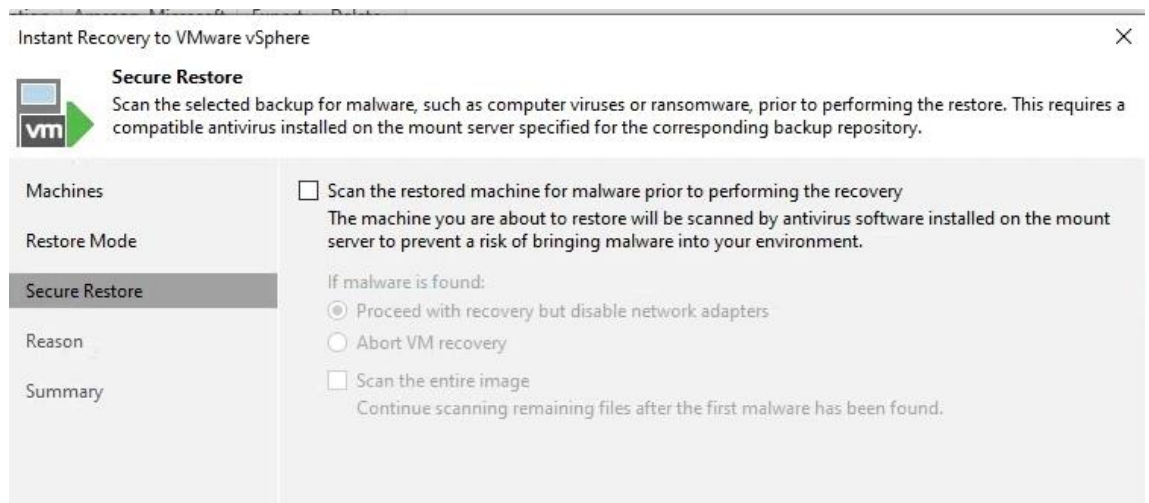 Instant Recovery to VMware vSphere
Secure Restore
Scan the selected backup for malware, such as computer viruses or ransomware, prior to performing the restore. This requires a
compatible antivirus installed on the mount server specified for the corresponding backup repository.
vm
Machines
Scan the restored machine for malware prior to performing the recovery
The machine you are about to restore will be scanned by antivirus software installed on the mount
server to prevent a risk of bringing malware into your environment.
Restore Mode
Secure Restore
If malware is found:
Proceed with recovery but disable network adapters
Reason
Abort VM recovery
Summary
Scan the entire image
Continue scanning remaining files after the first malware has been found.